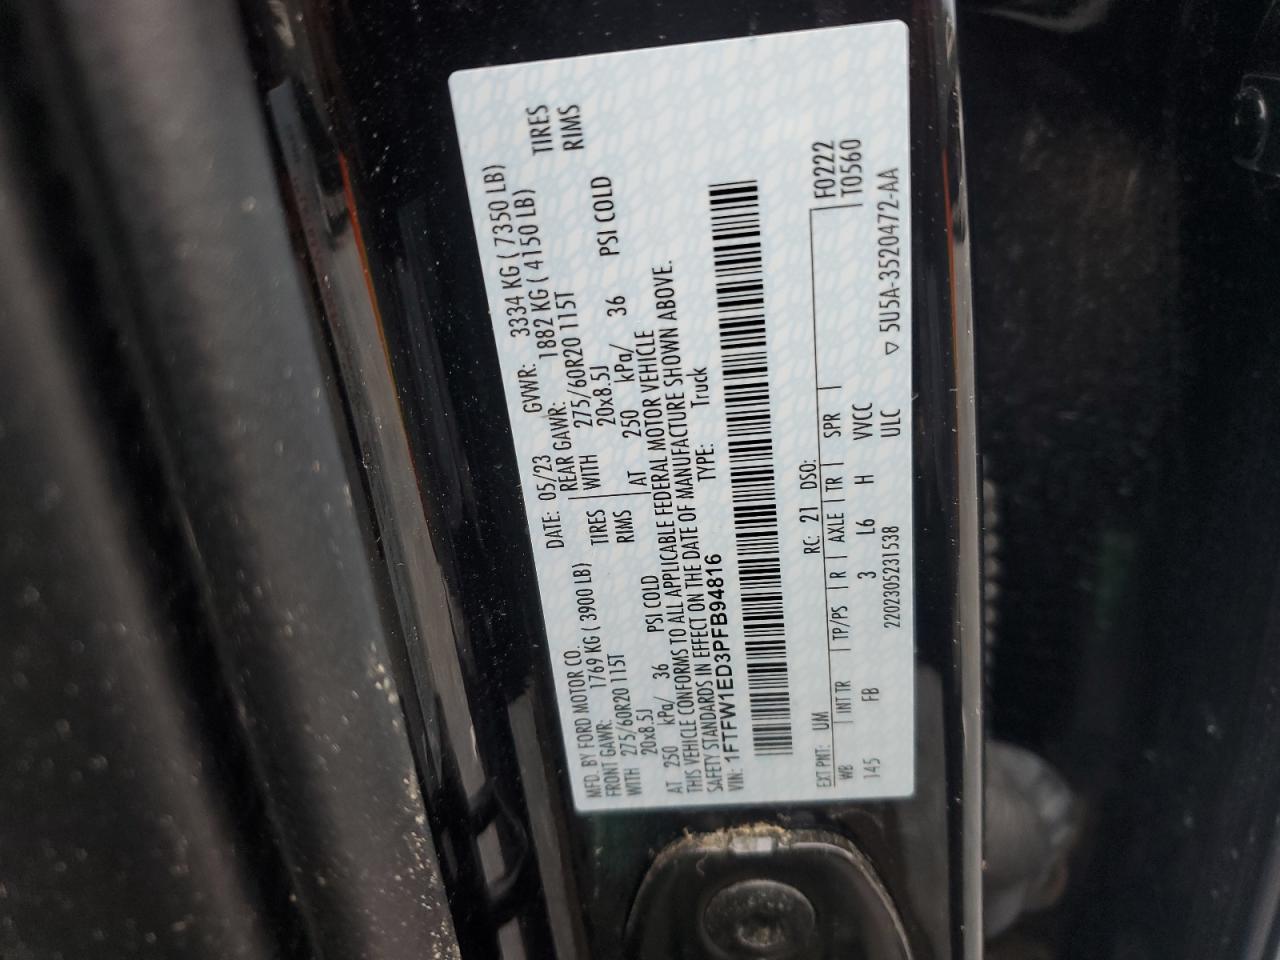 MFD. BY FORD MOTOR CO.
DATE: 05/23 GVWR: 3334 KG ( 7350 LB)
FRONT GAWR: 1769 KG ( 3900 LB) REAR GAWR: 1882 KG ( 4150 LB)
WITH 275/60R20 115T TIRES WITH 275/60R20 115T TIRES
20x8.5J RIMS 20x8.5J RIMS
AT 250 kPa/ 36 PSI COLD AT 250 kPa/ 36 PSI COLD
THIS VEHICLE CONFORMS TO ALL APPLICABLE FEDERAL MOTOR VEHICLE
SAFETY STANDARDS IN EFFECT ON THE DATE OF MANUFACTURE SHOWN ABOVE.
VIN: 1FTFW1ED3PFB94816 TYPE: Truck
F0222
EXT PNT: UM RC: 21 DSO: T0560
WB INT TR TP/PS R AXLE TR SPR
145 FB 3 L6 H VVCC
2202305231538 ULC ▽ 5U5A-3520472-AA